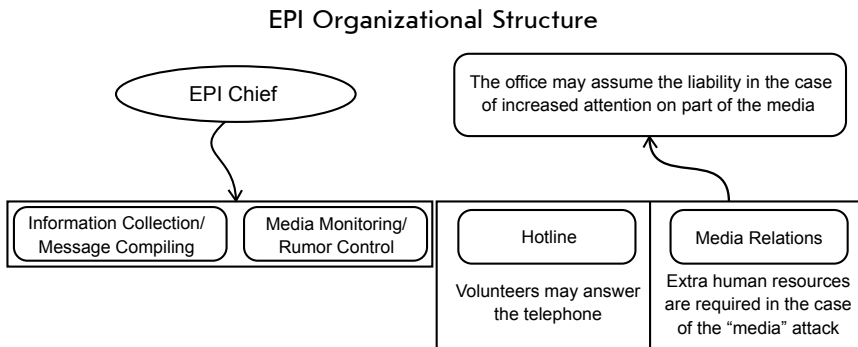 EPI Organizational Structure
EPI Chief
The office may assume the liability in the case
of increased attention on part of the media
Information Collection/
Message Compiling
Media Monitoring/
Rumor Control
Hotline
Volunteers may answer
the telephone
Media Relations
Extra human resources
are required in the case
of the “media” attack